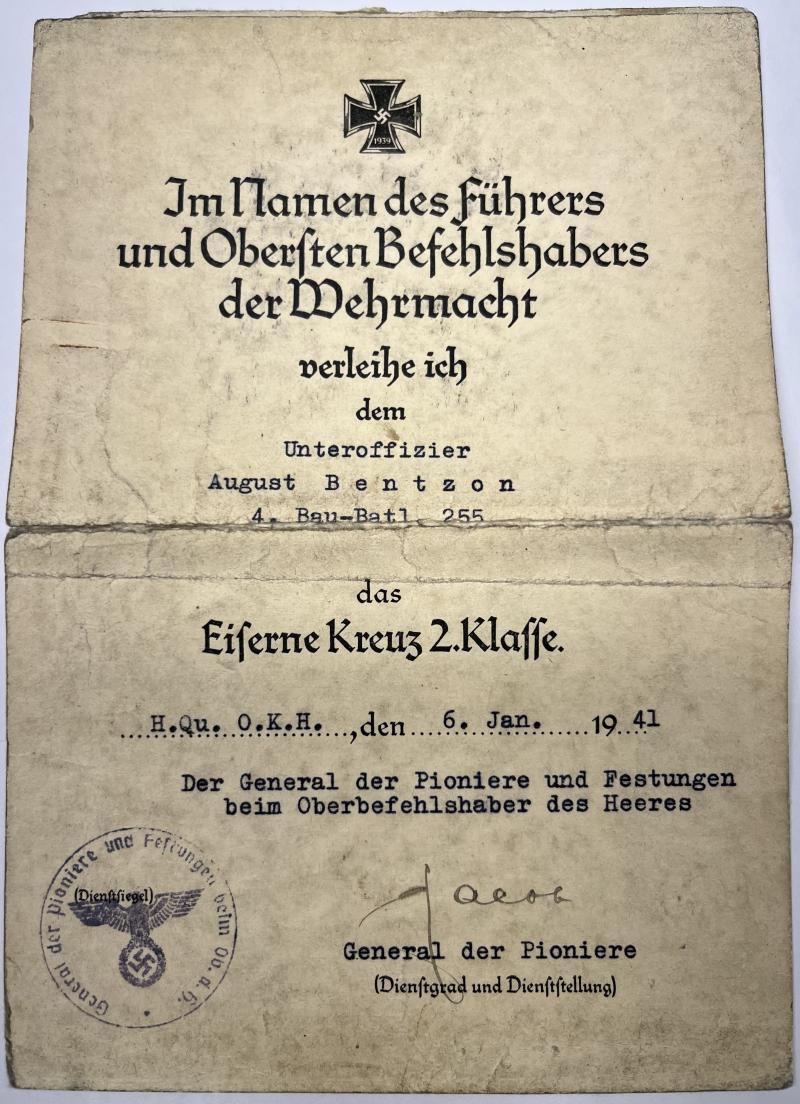 1939
Im Namen des Führers
und Oberſten Befehlshabers
der Wehrmacht
verleihe ich
dem
Unteroffizier
August B e n t z o n
4. Bau-Batl. 255
das
Eiſerne Kreuz 2.Klaſſe.
H.Qu. O.K.H. , den 6. Jan. 19 41
Der General der Pioniere und Festungen
beim Oberbefehlshaber des Heeres
General der Pioniere und Feſtungen beim Ob. d. H.
(Dienſtſiegel)
Jacob
General der Pioniere
(Dienſtgrad und Dienſtſtellung)